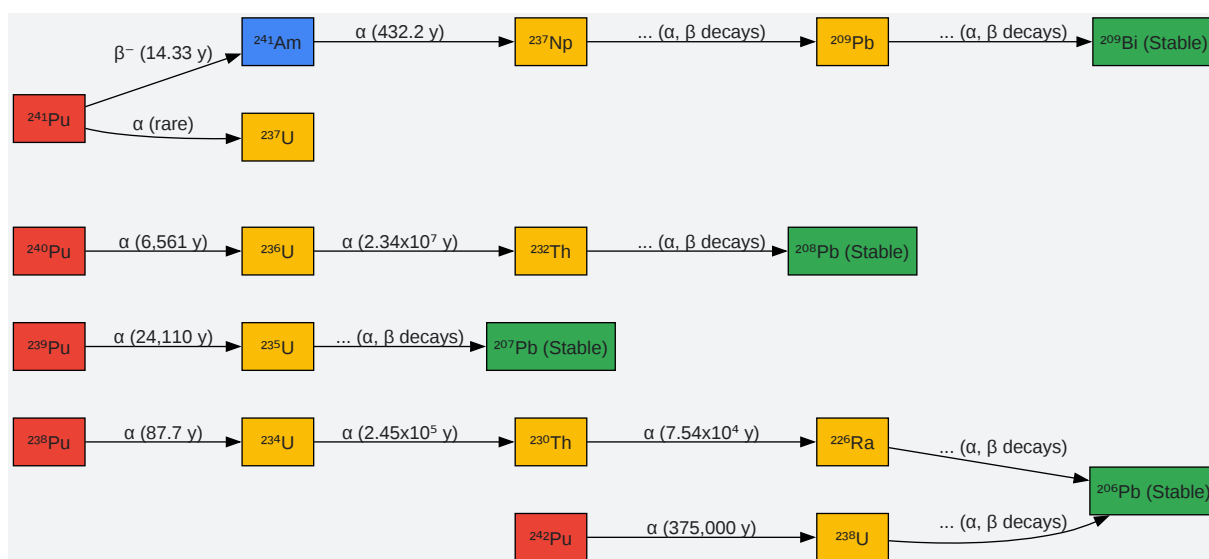 β⁻ (14.33 y)
²⁴¹Am
α (432.2 y)
²³⁷Np
... (α, β decays)
²⁰⁹Pb
... (α, β decays)
²⁰⁹Bi (Stable)
²⁴¹Pu
α (rare)
²³⁷U
²⁴⁰Pu
α (6,561 y)
²³⁶U
α (2.34x10⁷ y)
²³²Th
... (α, β decays)
²⁰⁸Pb (Stable)
²³⁹Pu
α (24,110 y)
²³⁵U
... (α, β decays)
²⁰⁷Pb (Stable)
²³⁸Pu
α (87.7 y)
²³⁴U
α (2.45x10⁵ y)
²³⁰Th
α (7.54x10⁴ y)
²²⁶Ra
... (α, β decays)
²⁰⁶Pb (Stable)
²⁴²Pu
α (375,000 y)
²³⁸U
... (α, β decays)